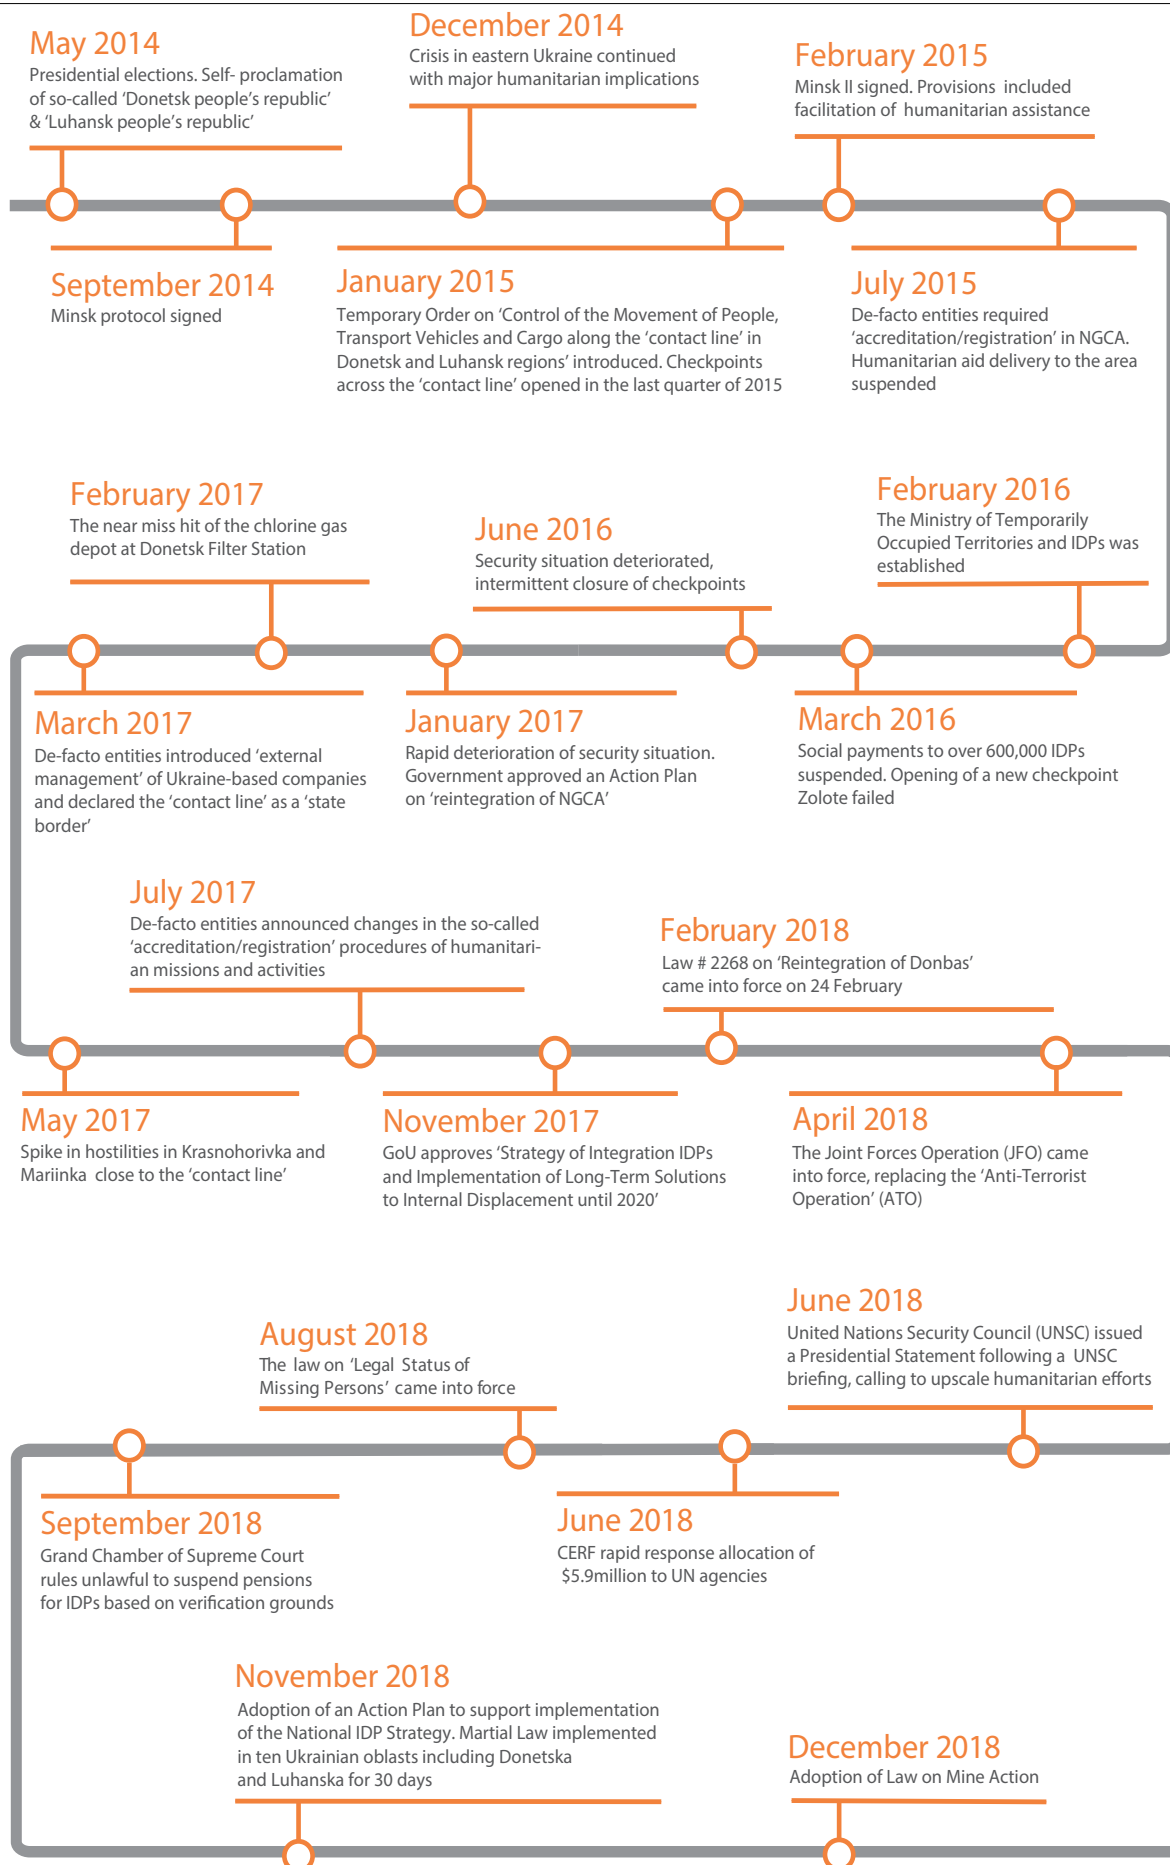 May 2014
Presidential elections. Self- proclamation
of so-called ‘Donetsk people’s republic’
& ‘Luhansk people’s republic’
September 2014
Minsk protocol signed
December 2014
Crisis in eastern Ukraine continued
with major humanitarian implications
January 2015
Temporary Order on ‘Control of the Movement of People,
Transport Vehicles and Cargo along the ‘contact line’ in
Donetsk and Luhansk regions’ introduced. Checkpoints
across the ‘contact line’ opened in the last quarter of 2015
February 2015
Minsk II signed. Provisions included
facilitation of humanitarian assistance
July 2015
De-facto entities required
‘accreditation/registration’ in NGCA.
Humanitarian aid delivery to the area
suspended
February 2016
The Ministry of Temporarily
Occupied Territories and IDPs was
established
March 2016
Social payments to over 600,000 IDPs
suspended. Opening of a new checkpoint
Zolote failed
June 2016
Security situation deteriorated,
intermittent closure of checkpoints
January 2017
Rapid deterioration of security situation.
Government approved an Action Plan
on ‘reintegration of NGCA’
February 2017
The near miss hit of the chlorine gas
depot at Donetsk Filter Station
March 2017
De-facto entities introduced ‘external
management’ of Ukraine-based companies
and declared the ‘contact line’ as a ‘state
border’
May 2017
Spike in hostilities in Krasnohorivka and
Mariinka close to the ‘contact line’
July 2017
De-facto entities announced changes in the so-called
‘accreditation/registration’ procedures of humanitari-
an missions and activities
November 2017
GoU approves ‘Strategy of Integration IDPs
and Implementation of Long-Term Solutions
to Internal Displacement until 2020’
February 2018
Law # 2268 on ‘Reintegration of Donbas’
came into force on 24 February
April 2018
The Joint Forces Operation (JFO) came
into force, replacing the ‘Anti-Terrorist
Operation’ (ATO)
June 2018
United Nations Security Council (UNSC) issued
a Presidential Statement following a UNSC
briefing, calling to upscale humanitarian efforts
June 2018
CERF rapid response allocation of
$5.9million to UN agencies
August 2018
The law on ‘Legal Status of
Missing Persons’ came into force
September 2018
Grand Chamber of Supreme Court
rules unlawful to suspend pensions
for IDPs based on verification grounds
November 2018
Adoption of an Action Plan to support implementation
of the National IDP Strategy. Martial Law implemented
in ten Ukrainian oblasts including Donetska
and Luhanska for 30 days
December 2018
Adoption of Law on Mine Action